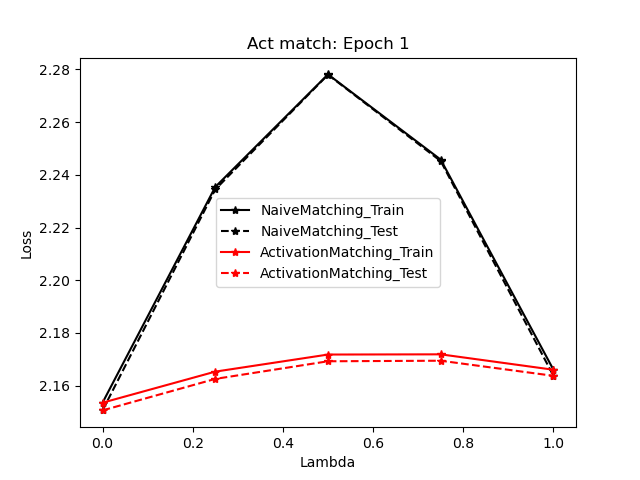 Act match: Epoch 1
2.28
2.26
2.24
2.22
2.20
2.18
2.16
Loss
NaiveMatching_Train
NaiveMatching_Test
ActivationMatching_Train
ActivationMatching_Test
0.0 0.2 0.4 0.6 0.8 1.0
Lambda